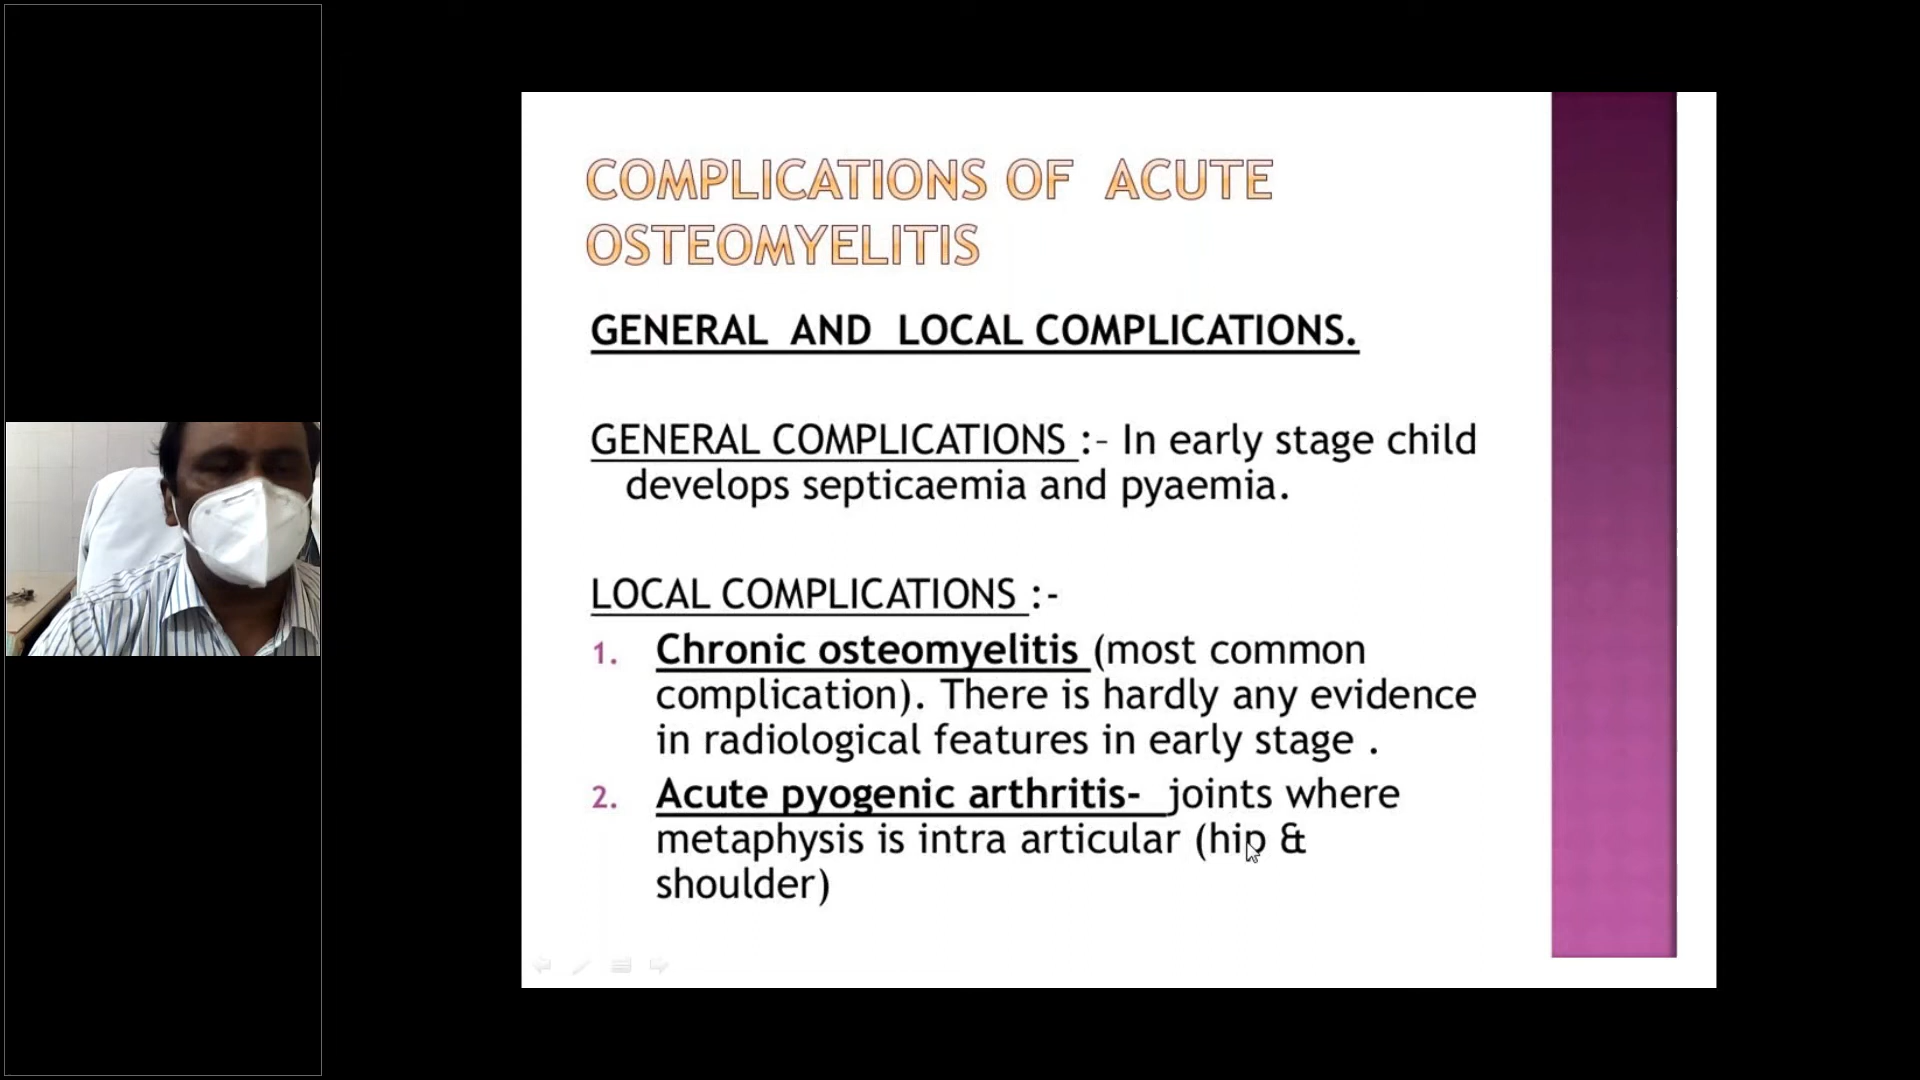 COMPLICATIONS OF ACUTE
OSTEOMYELITIS
GENERAL AND LOCAL COMPLICATIONS.
GENERAL COMPLICATIONS :– In early stage child
develops septicaemia and pyaemia.
LOCAL COMPLICATIONS :-
1. Chronic osteomyelitis (most common
complication). There is hardly any evidence
in radiological features in early stage .
2. Acute pyogenic arthritis- joints where
metaphysis is intra articular (hip &
shoulder)